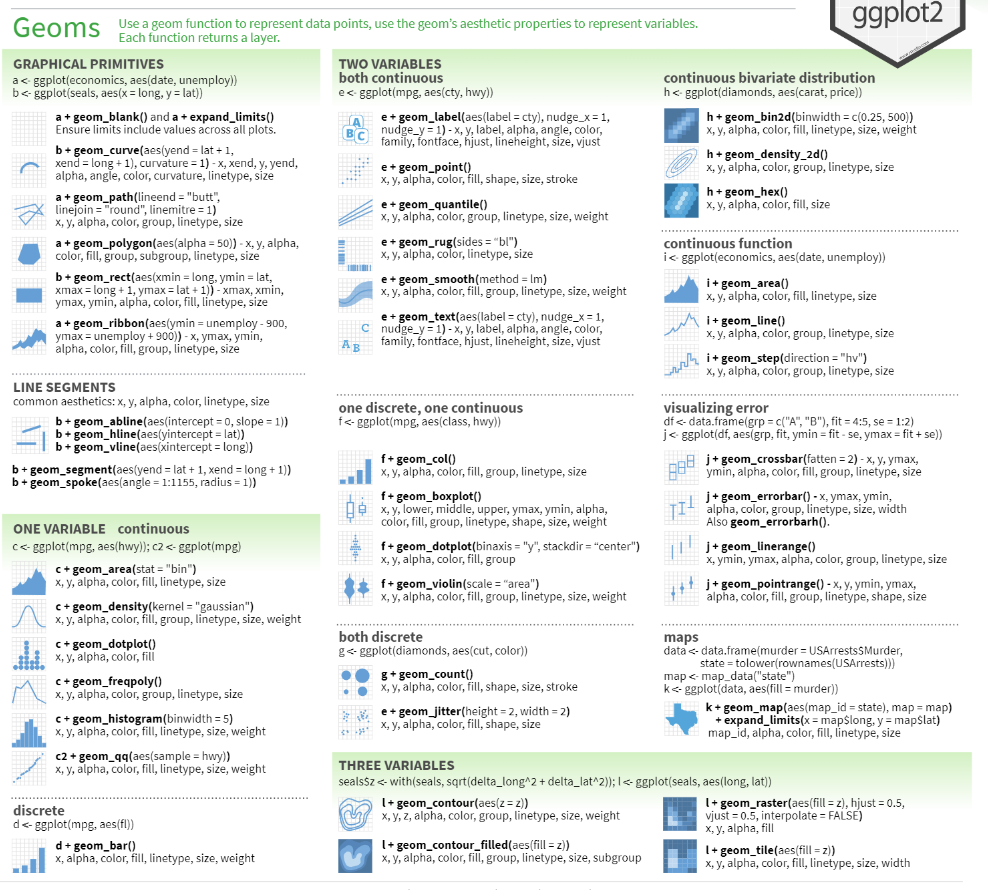 ggplot2
Geoms
Use a geom function to represent data points, use the geom's aesthetic properties to represent variables.
Each function returns a layer.
GRAPHICAL PRIMITIVES
a <- ggplot(economics, aes(date, unemploy))
b <- ggplot(seals, aes(x = long, y = lat))
a + geom_blank() and a + expand_limits()
Ensure limits include values across all plots.
b + geom_curve(aes(yend = lat + 1,
xend = long + 1), curvature = 1) - x, xend, y, yend,
alpha, angle, color, curvature, linetype, size
a + geom_path(lineend = "butt",
linejoin = "round", linemitre = 1)
x, y, alpha, color, group, linetype, size
a + geom_polygon(aes(alpha = 50)) - x, y, alpha,
color, fill, group, subgroup, linetype, size
b + geom_rect(aes(xmin = long, ymin = lat,
xmax = long + 1, ymax = lat + 1)) - xmax, xmin,
ymax, ymin, alpha, color, fill, linetype, size
a + geom_ribbon(aes(ymin = unemploy - 900,
ymax = unemploy + 900)) - x, ymax, ymin,
alpha, color, fill, group, linetype, size
LINE SEGMENTS
common aesthetics: x, y, alpha, color, linetype, size
b + geom_abline(aes(intercept = 0, slope = 1))
b + geom_hline(aes(yintercept = lat))
b + geom_vline(aes(xintercept = long))
b + geom_segment(aes(yend = lat + 1, xend = long + 1))
b + geom_spoke(aes(angle = 1:1155, radius = 1))
ONE VARIABLE continuous
c <- ggplot(mpg, aes(hwy)); c2 <- ggplot(mpg)
c + geom_area(stat = "bin")
x, y, alpha, color, fill, linetype, size
c + geom_density(kernel = "gaussian")
x, y, alpha, color, fill, group, linetype, size, weight
c + geom_dotplot()
x, y, alpha, color, fill
c + geom_freqpoly()
x, y, alpha, color, group, linetype, size
c + geom_histogram(binwidth = 5)
x, y, alpha, color, fill, linetype, size, weight
c2 + geom_qq(aes(sample = hwy))
x, y, alpha, color, fill, linetype, size, weight
discrete
d <- ggplot(mpg, aes(fl))
d + geom_bar()
x, alpha, color, fill, linetype, size, weight
TWO VARIABLES
both continuous
e <- ggplot(mpg, aes(cty, hwy))
A
B
C
e + geom_label(aes(label = cty), nudge_x = 1,
nudge_y = 1) - x, y, label, alpha, angle, color,
family, fontface, hjust, lineheight, size, vjust
e + geom_point()
x, y, alpha, color, fill, shape, size, stroke
e + geom_quantile()
x, y, alpha, color, group, linetype, size, weight
e + geom_rug(sides = “bl")
x, y, alpha, color, linetype, size
e + geom_smooth(method = lm)
x, y, alpha, color, fill, group, linetype, size, weight
A
B
C
e + geom_text(aes(label = cty), nudge_x = 1,
nudge_y = 1) - x, y, label, alpha, angle, color,
family, fontface, hjust, lineheight, size, vjust
one discrete, one continuous
f <- ggplot(mpg, aes(class, hwy))
f + geom_col()
x, y, alpha, color, fill, group, linetype, size
f + geom_boxplot()
x, y, lower, middle, upper, ymax, ymin, alpha,
color, fill, group, linetype, shape, size, weight
f + geom_dotplot(binaxis = "y", stackdir = “center")
x, y, alpha, color, fill, group
f + geom_violin(scale = “area")
x, y, alpha, color, fill, group, linetype, size, weight
both discrete
g <- ggplot(diamonds, aes(cut, color))
g + geom_count()
x, y, alpha, color, fill, shape, size, stroke
e + geom_jitter(height = 2, width = 2)
x, y, alpha, color, fill, shape, size
continuous bivariate distribution
h <- ggplot(diamonds, aes(carat, price))
h + geom_bin2d(binwidth = c(0.25, 500))
x, y, alpha, color, fill, linetype, size, weight
h + geom_density_2d()
x, y, alpha, color, group, linetype, size
h + geom_hex()
x, y, alpha, color, fill, size
continuous function
i <- ggplot(economics, aes(date, unemploy))
i + geom_area()
x, y, alpha, color, fill, linetype, size
i + geom_line()
x, y, alpha, color, group, linetype, size
i + geom_step(direction = "hv")
x, y, alpha, color, group, linetype, size
visualizing error
df <- data.frame(grp = c("A", "B"), fit = 4:5, se = 1:2)
j <- ggplot(df, aes(grp, fit, ymin = fit - se, ymax = fit + se))
j + geom_crossbar(fatten = 2) - x, y, ymax,
ymin, alpha, color, fill, group, linetype, size
j + geom_errorbar() - x, ymax, ymin,
alpha, color, group, linetype, size, width
Also geom_errorbarh().
j + geom_linerange()
x, ymin, ymax, alpha, color, group, linetype, size
j + geom_pointrange() - x, y, ymin, ymax,
alpha, color, fill, group, linetype, shape, size
maps
data <- data.frame(murder = USArrests$Murder,
state = tolower(rownames(USArrests)))
map <- map_data("state")
k <- ggplot(data, aes(fill = murder))
k + geom_map(aes(map_id = state), map = map)
+ expand_limits(x = map$long, y = map$lat)
map_id, alpha, color, fill, linetype, size
THREE VARIABLES
seals$z <- with(seals, sqrt(delta_long^2 + delta_lat^2)); l <- ggplot(seals, aes(long, lat))
l + geom_contour(aes(z = z))
x, y, z, alpha, color, group, linetype, size, weight
l + geom_contour_filled(aes(fill = z))
x, y, alpha, color, fill, group, linetype, size, subgroup
l + geom_raster(aes(fill = z), hjust = 0.5,
vjust = 0.5, interpolate = FALSE)
x, y, alpha, fill
l + geom_tile(aes(fill = z))
x, y, alpha, color, fill, linetype, size, width